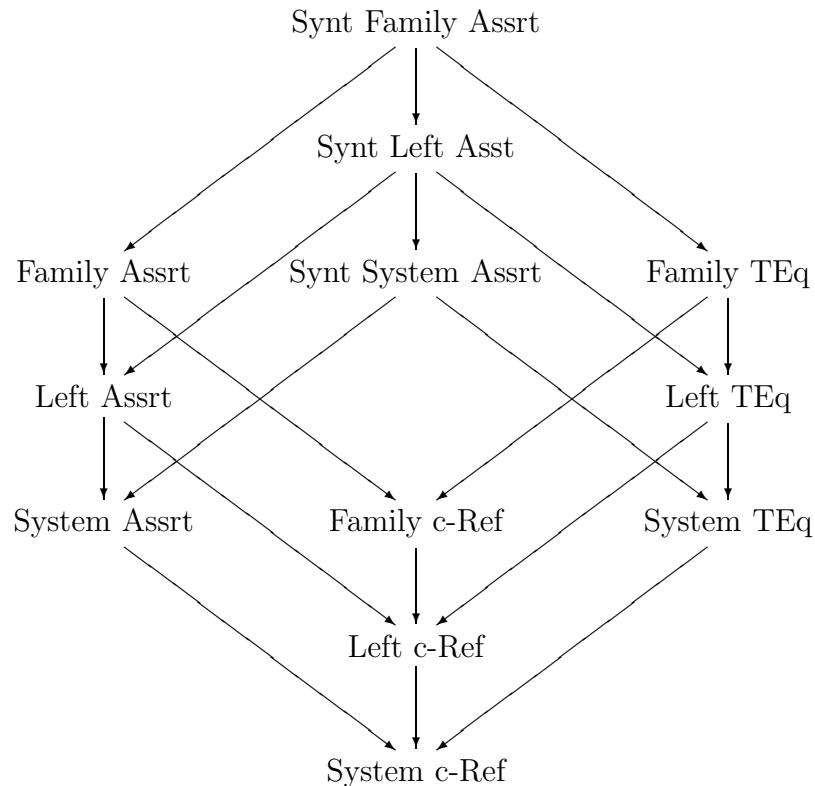 Synt Family Assrt
Synt Left Asst
Family Assrt
Synt System Assrt
Family TEq
Left Assrt
Left TEq
System Assrt
Family c-Ref
System TEq
Left c-Ref
System c-Ref